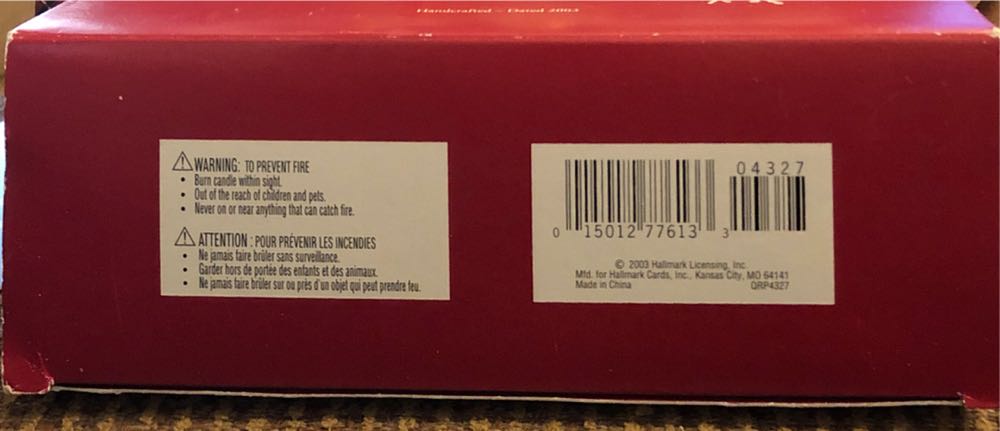 Handcrafted – Dated 2003
WARNING: TO PREVENT FIRE
• Burn candle within sight.
• Out of the reach of children and pets.
• Never on or near anything that can catch fire.
ATTENTION : POUR PRÉVENIR LES INCENDIES
• Ne jamais faire brûler sans surveillance.
• Garder hors de portée des enfants et des animaux.
• Ne jamais faire brûler sur ou près d'un objet qui peut prendre feu.
04327
0 15012 77613 3
© 2003 Hallmark Licensing, Inc.
Mfd. for Hallmark Cards, Inc., Kansas City, MO 64141
Made in China QRP4327